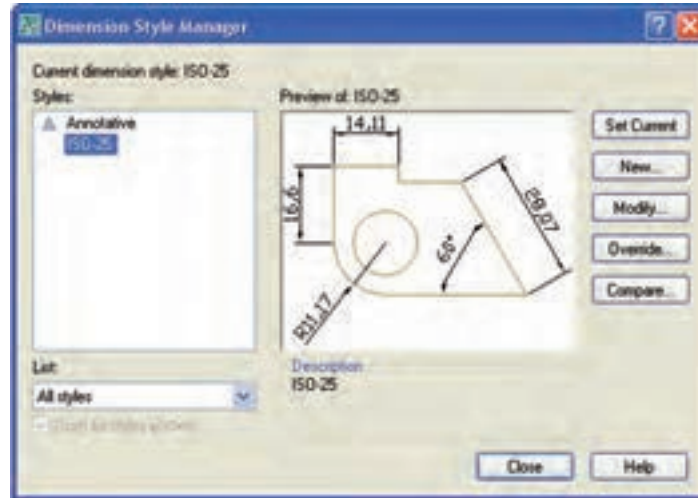 Dimension Style Manager
Current dimension style: ISO-25
Styles:
Annotative
ISO-25
Preview of: ISO-25
14,11
16,6
28,07
60°
R11,17
Set Current
New...
Modify...
Override...
Compare...
List:
All styles
Description
ISO-25
Close
Help